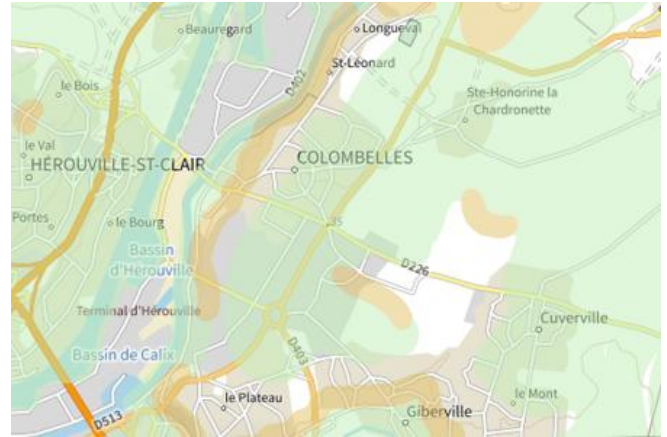 Beauregard
Longueval
St-Léonard
D402
le Bois
Ste-Honorine la
Chardronette
le Val
HÉROUVILLE-ST-CLAIR
COLOMBELLES
Portes
le Bourg
35
Bassin
d'Hérouville
D226
Terminal d'Hérouville
Cuverville
Bassin de Calix
D403
le Plateau
le Mont
D513
Giberville